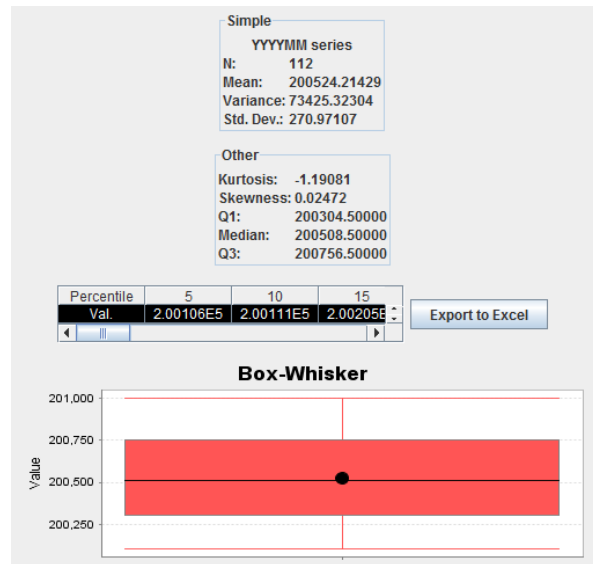 Simple
YYYYMM series
N: 112
Mean: 200524.21429
Variance: 73425.32304
Std. Dev.: 270.97107
Other
Kurtosis: -1.19081
Skewness: 0.02472
Q1: 200304.50000
Median: 200508.50000
Q3: 200756.50000
Percentile 5 10 15
Val. 2.00106E5 2.00111E5 2.00205E
Export to Excel
Box-Whisker
201,000
200,750
200,500
200,250
Value